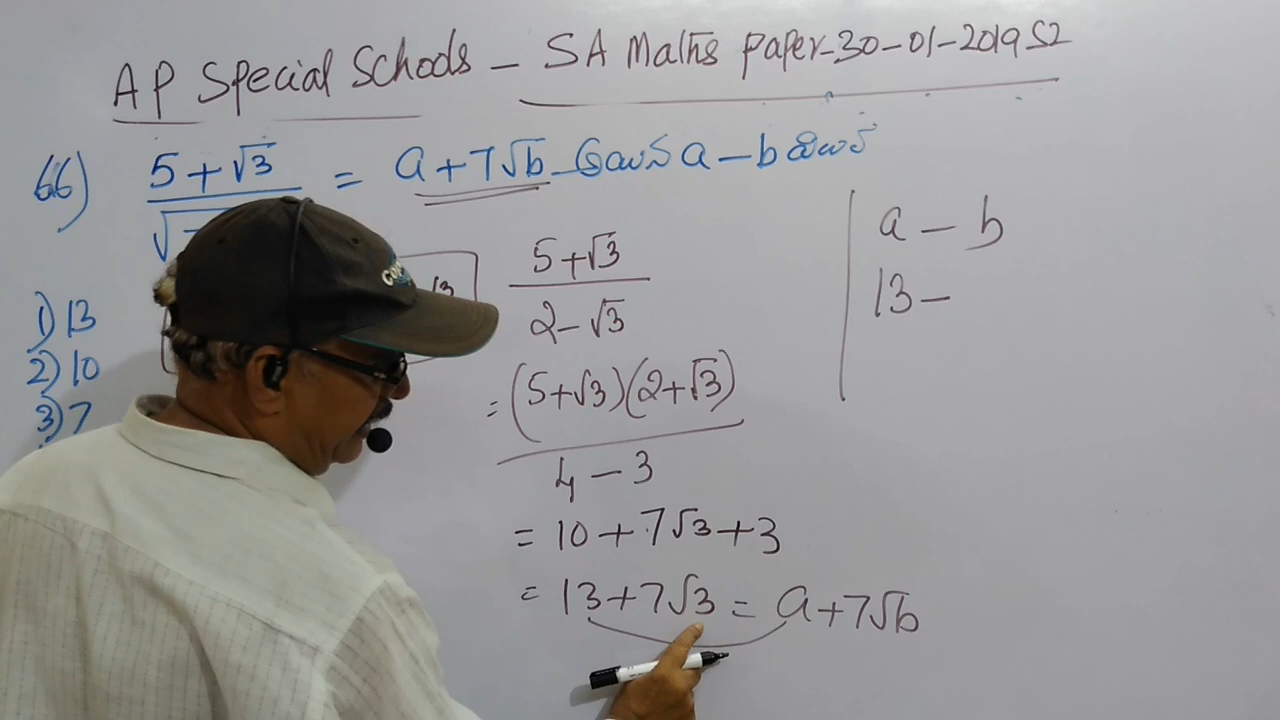 AP Special Schools - SA Maths paper-30-01-2019 S2
66) 5+√3 = a+7√b అయిన a-b విలువ
1) 13
2) 10
3) 7
5+√3
2-√3
= (5+√3)(2+√3)
4-3
= 10+7√3+3
= 13+7√3 = a+7√b
a - b
13 -